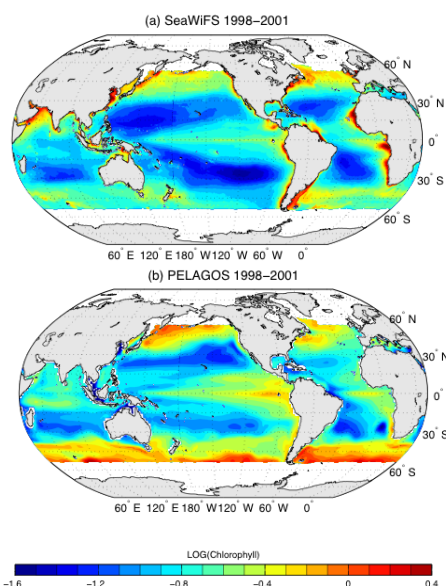 (a) SeaWiFS 1998−2001
60° N
30° N
0°
30° S
60° S
60° E 120° E 180° W 120° W 60° W 0°
(b) PELAGOS 1998−2001
60° N
30° N
0°
30° S
60° S
60° E 120° E 180° W 120° W 60° W 0°
LOG(Chlorophyll)
−1.6 −1.2 −0.8 −0.4 0 0.4